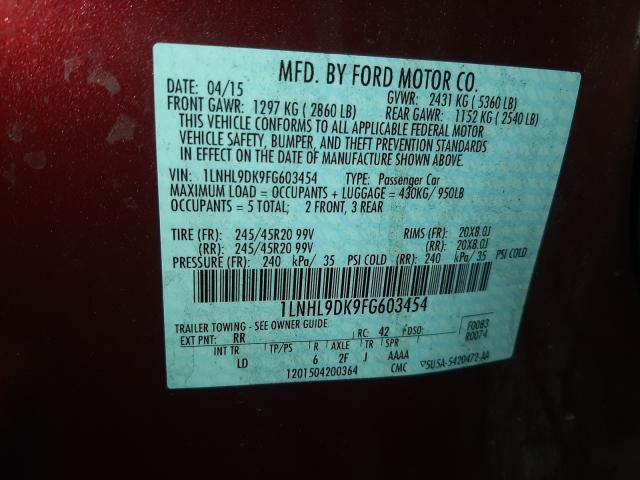 MFD. BY FORD MOTOR CO.
DATE: 04/15 GVWR: 2431 KG ( 5360 LB)
FRONT GAWR: 1297 KG ( 2860 LB) REAR GAWR: 1152 KG ( 2540 LB)
THIS VEHICLE CONFORMS TO ALL APPLICABLE FEDERAL MOTOR
VEHICLE SAFETY, BUMPER, AND THEFT PREVENTION STANDARDS
IN EFFECT ON THE DATE OF MANUFACTURE SHOWN ABOVE.
VIN: 1LNHL9DK9FG603454 TYPE: Passenger Car
MAXIMUM LOAD = OCCUPANTS + LUGGAGE = 430KG/ 950LB
OCCUPANTS = 5 TOTAL; 2 FRONT, 3 REAR
TIRE (FR): 245/45R20 99V RIMS (FR): 20X8.0J
(RR): 245/45R20 99V (RR): 20X8.0J
PRESSURE (FR): 240 kPa/ 35 PSI COLD (RR): 240 kPa/ 35 PSI COLD
1LNHL9DK9FG603454
TRAILER TOWING - SEE OWNER GUIDE.
EXT PNT: RR RC: 42 DSO: F0083
R0074
INT TR TP/PS R AXLE TR SPR
LD 6 2F J AAAA
1201504200364 CMC 5U5A-5420472-AA